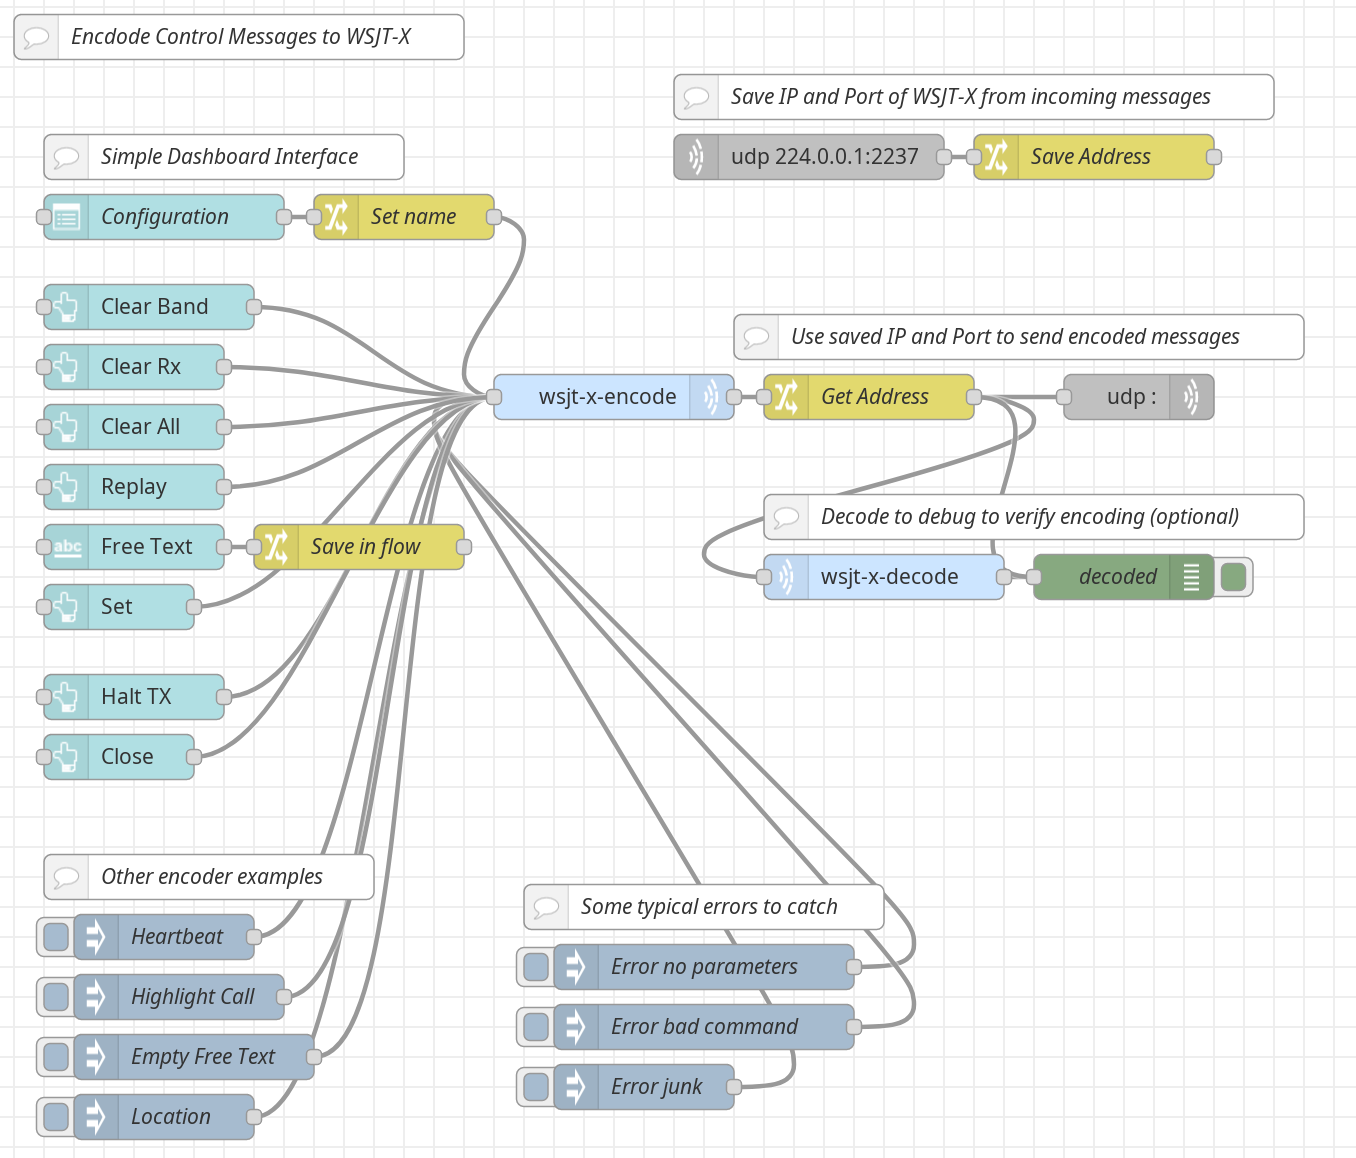 Encdode Control Messages to WSJT-X
Save IP and Port of WSJT-X from incoming messages
Simple Dashboard Interface
udp 224.0.0.1:2237
Save Address
Configuration
Set name
Clear Band
Use saved IP and Port to send encoded messages
Clear Rx
wsjt-x-encode
Get Address
udp :
Clear All
Replay
Decode to debug to verify encoding (optional)
abc
Free Text
Save in flow
wsjt-x-decode
decoded
Set
Halt TX
Close
Other encoder examples
Some typical errors to catch
Heartbeat
Error no parameters
Highlight Call
Error bad command
Empty Free Text
Error junk
Location